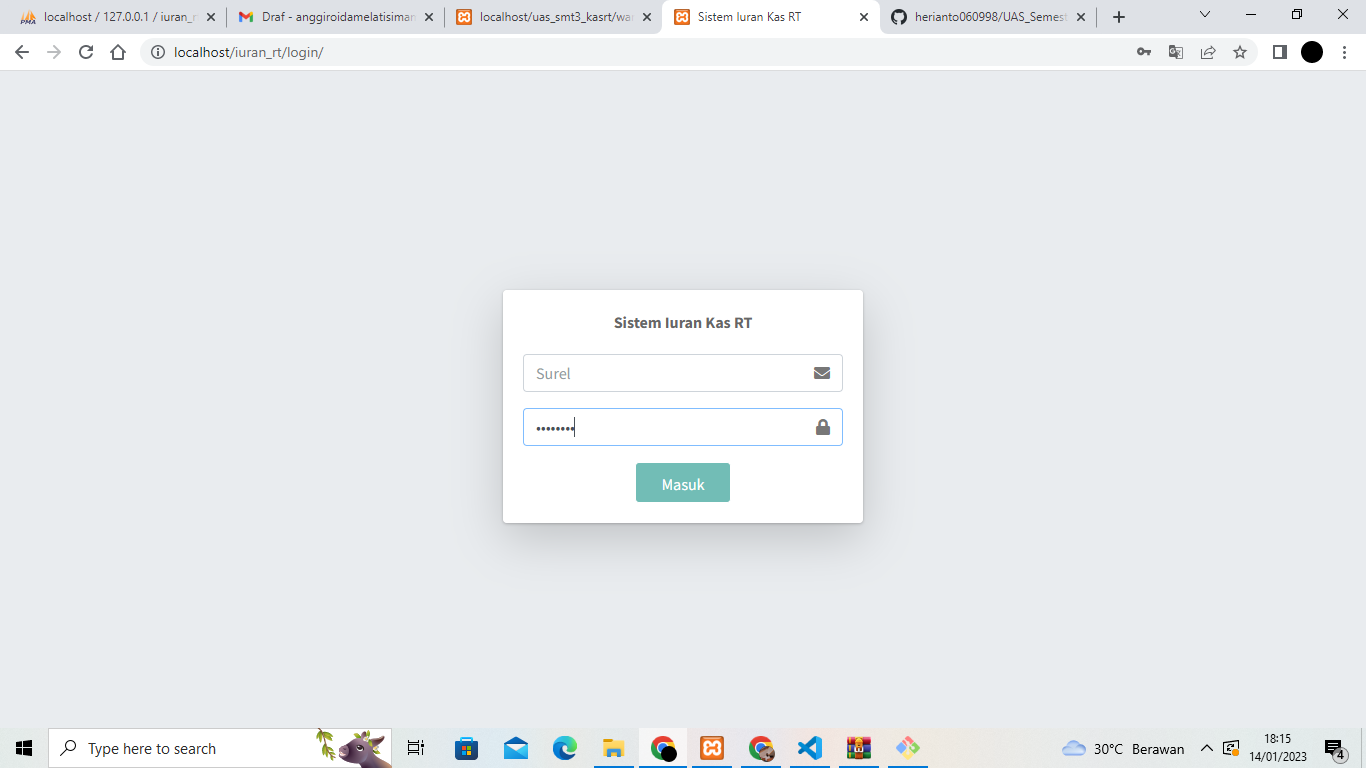 localhost / 127.0.0.1 / iuran_r
Draf - anggiroidamelatisiman
localhost/uas_smt3_kasrt/war
Sistem Iuran Kas RT
herianto060998/UAS_Semest
localhost/iuran_rt/login/
Sistem Iuran Kas RT
Surel
••••••••
Masuk
Type here to search
30°C Berawan
18:15
14/01/2023
4